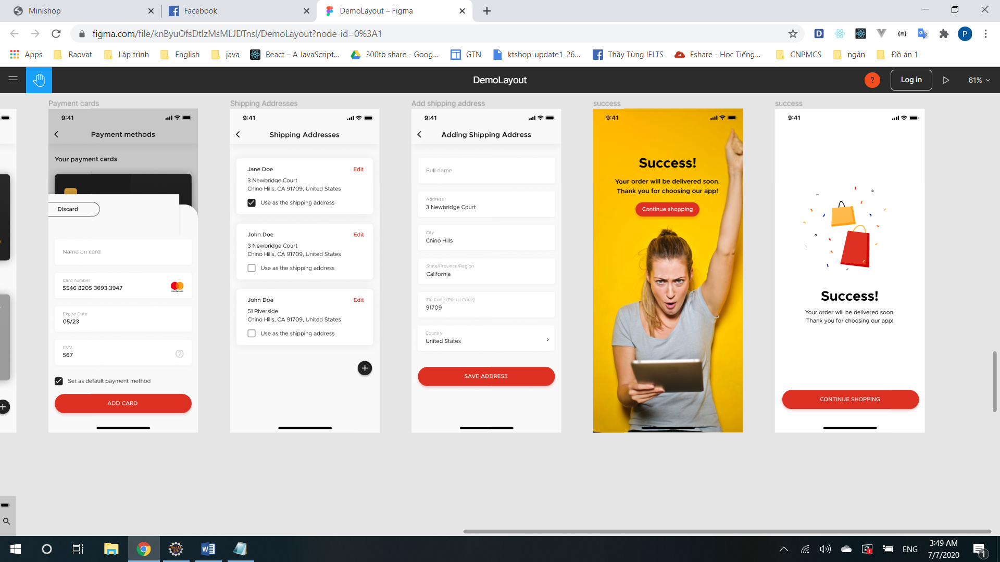 Minishop
Facebook
DemoLayout – Figma
figma.com/file/knByuOfsDtlzMsMLJDTnsl/DemoLayout?node-id=0%3A1
Apps
Raovat
Lập trình
English
java
React – A JavaScript...
300tb share - Goog...
GTN
ktshop_update1_26...
Thầy Tùng IELTS
Fshare - Học Tiếng...
CNPMCS
ngân
Đồ án 1
DemoLayout
?
Log in
61%
Payment cards
9:41
Payment methods
Your payment cards
Discard
Name on card
Card number
5546 8205 3693 3947
Expire Date
05/23
CVV
567
Set as default payment method
ADD CARD
Shipping Addresses
9:41
Shipping Addresses
Jane Doe
Edit
3 Newbridge Court
Chino Hills, CA 91709, United States
Use as the shipping address
John Doe
Edit
3 Newbridge Court
Chino Hills, CA 91709, United States
Use as the shipping address
John Doe
Edit
51 Riverside
Chino Hills, CA 91709, United States
Use as the shipping address
Add shipping address
9:41
Adding Shipping Address
Full name
Address
3 Newbridge Court
City
Chino Hills
State/Province/Region
California
Zip Code (Postal Code)
91709
Country
United States
SAVE ADDRESS
success
9:41
Success!
Your order will be delivered soon.
Thank you for choosing our app!
Continue shopping
success
9:41
Success!
Your order will be delivered soon.
Thank you for choosing our app!
CONTINUE SHOPPING
ENG
3:49 AM
7/7/2020
1